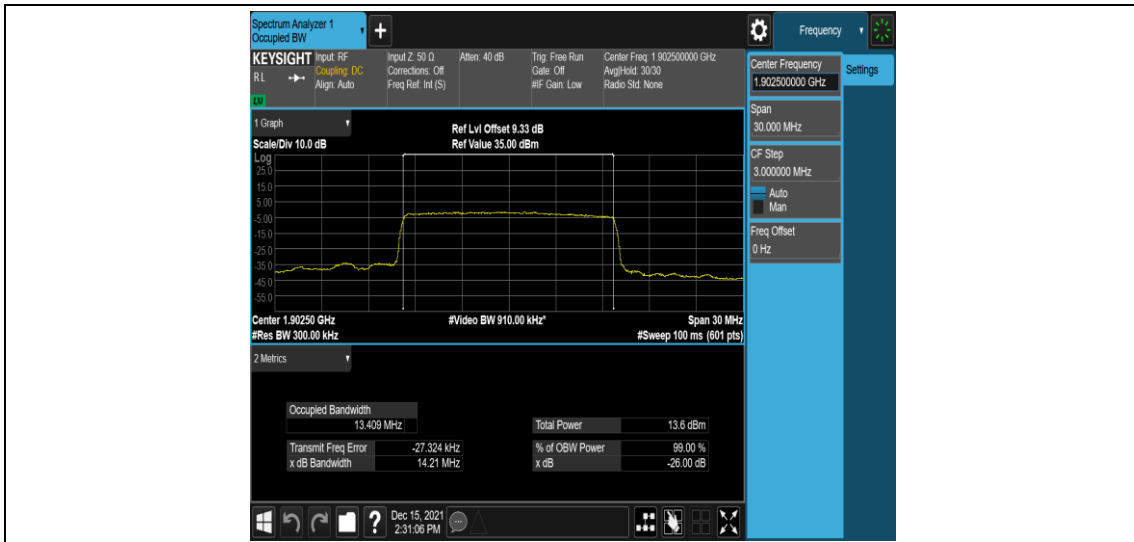 Spectrum Analyzer 1
Occupied BW
+
Frequency
KEYSIGHT
RL
LXI
Input: RF
Coupling: DC
Align: Auto
Input Z: 50 Ω
Corrections: Off
Freq Ref: Int (S)
Atten: 40 dB
Trig: Free Run
Gate: Off
#IF Gain: Low
Center Freq: 1.902500000 GHz
Avg|Hold: 30/30
Radio Std: None
Center Frequency
1.902500000 GHz
Settings
Span
30.000 MHz
CF Step
3.000000 MHz
Auto
Man
Freq Offset
0 Hz
1 Graph
Ref Lvl Offset 9.33 dB
Scale/Div 10.0 dB
Ref Value 35.00 dBm
Log
25.0
15.0
5.00
-5.00
-15.0
-25.0
-35.0
-45.0
-55.0
Center 1.90250 GHz
#Video BW 910.00 kHz*
Span 30 MHz
#Res BW 300.00 kHz
#Sweep 100 ms (601 pts)
2 Metrics
Occupied Bandwidth
13.409 MHz
Total Power 13.6 dBm
Transmit Freq Error -27.324 kHz
% of OBW Power 99.00 %
x dB Bandwidth 14.21 MHz
x dB -26.00 dB
?
Dec 15, 2021
2:31:06 PM